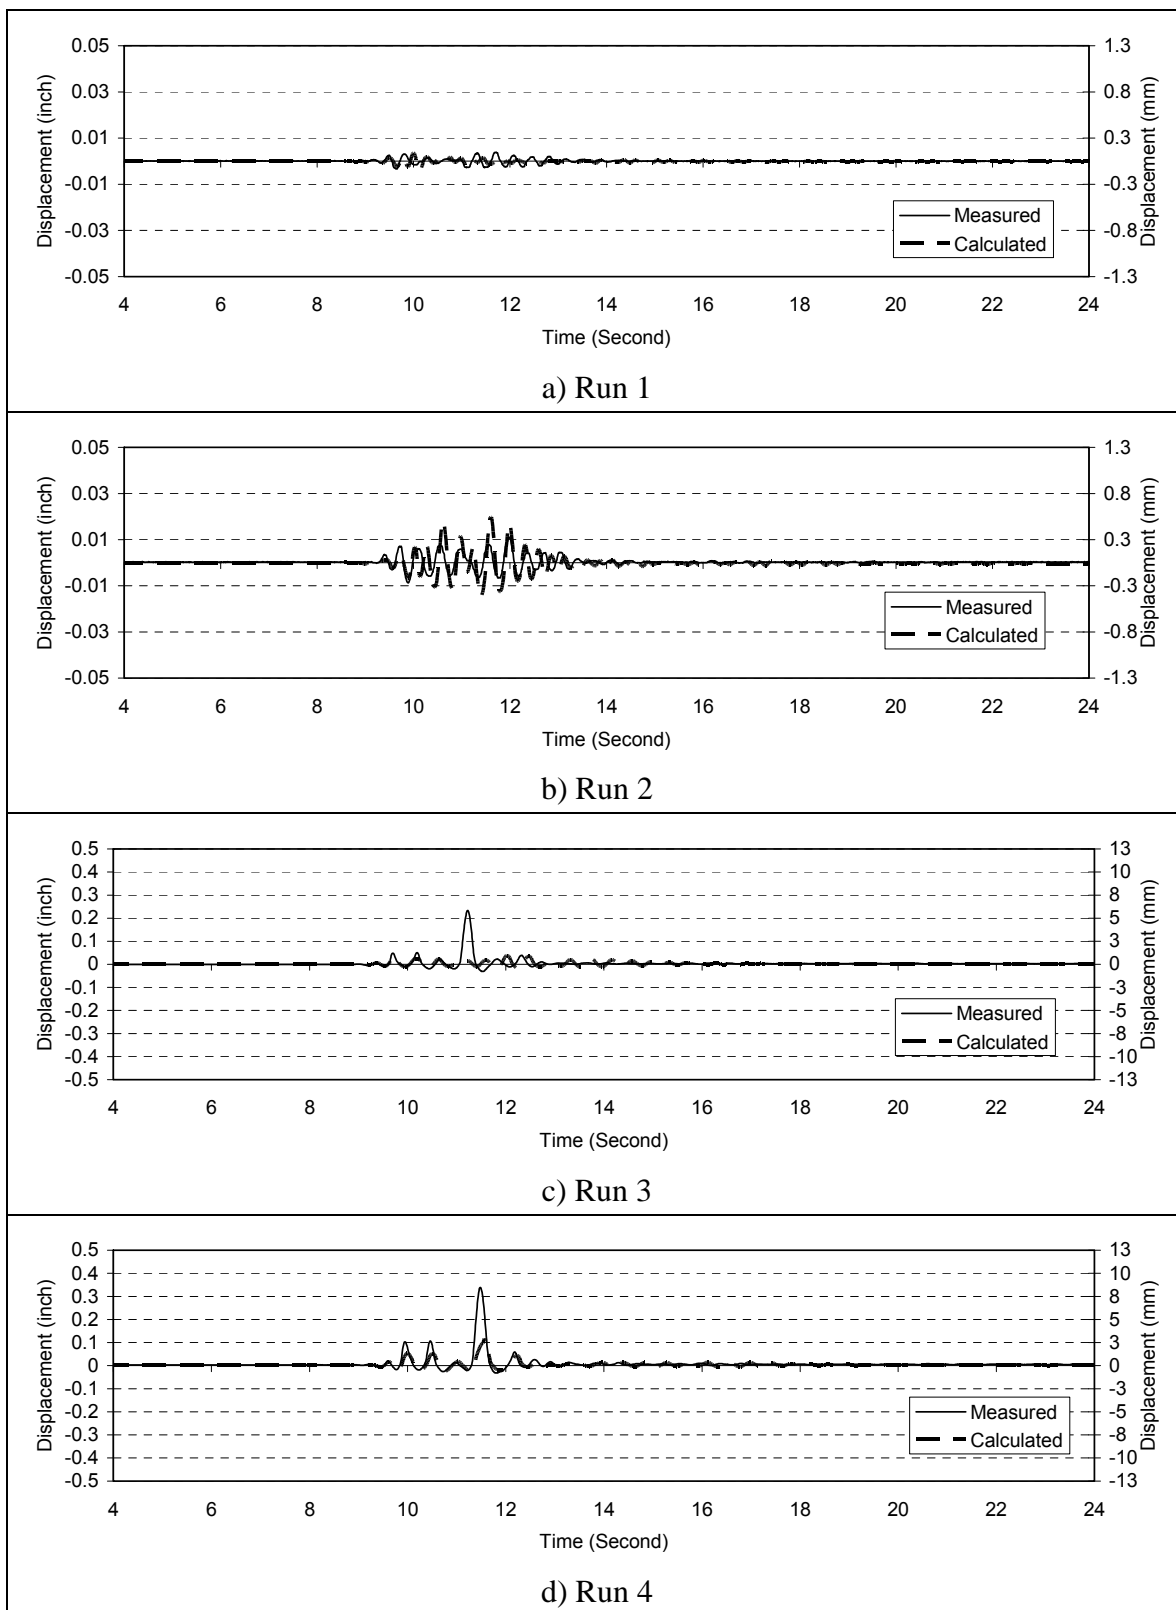 0.05 1.3
0.03 0.8
0.01 0.3
-0.01 -0.3
-0.03 -0.8
-0.05 -1.3
Displacement (inch)
Displacement (mm)
Measured
Calculated
4 6 8 10 12 14 16 18 20 22 24
Time (Second)
a) Run 1
0.05 1.3
0.03 0.8
0.01 0.3
-0.01 -0.3
-0.03 -0.8
-0.05 -1.3
Displacement (inch)
Displacement (mm)
Measured
Calculated
4 6 8 10 12 14 16 18 20 22 24
Time (Second)
b) Run 2
0.5 13
0.4 10
0.3 8
0.2 5
0.1 3
0 0
-0.1 -3
-0.2 -5
-0.3 -8
-0.4 -10
-0.5 -13
Displacement (inch)
Displacement (mm)
Measured
Calculated
4 6 8 10 12 14 16 18 20 22 24
Time (Second)
c) Run 3
0.5 13
0.4 10
0.3 8
0.2 5
0.1 3
0 0
-0.1 -3
-0.2 -5
-0.3 -8
-0.4 -10
-0.5 -13
Displacement (inch)
Displacement (mm)
Measured
Calculated
4 6 8 10 12 14 16 18 20 22 24
Time (Second)
d) Run 4